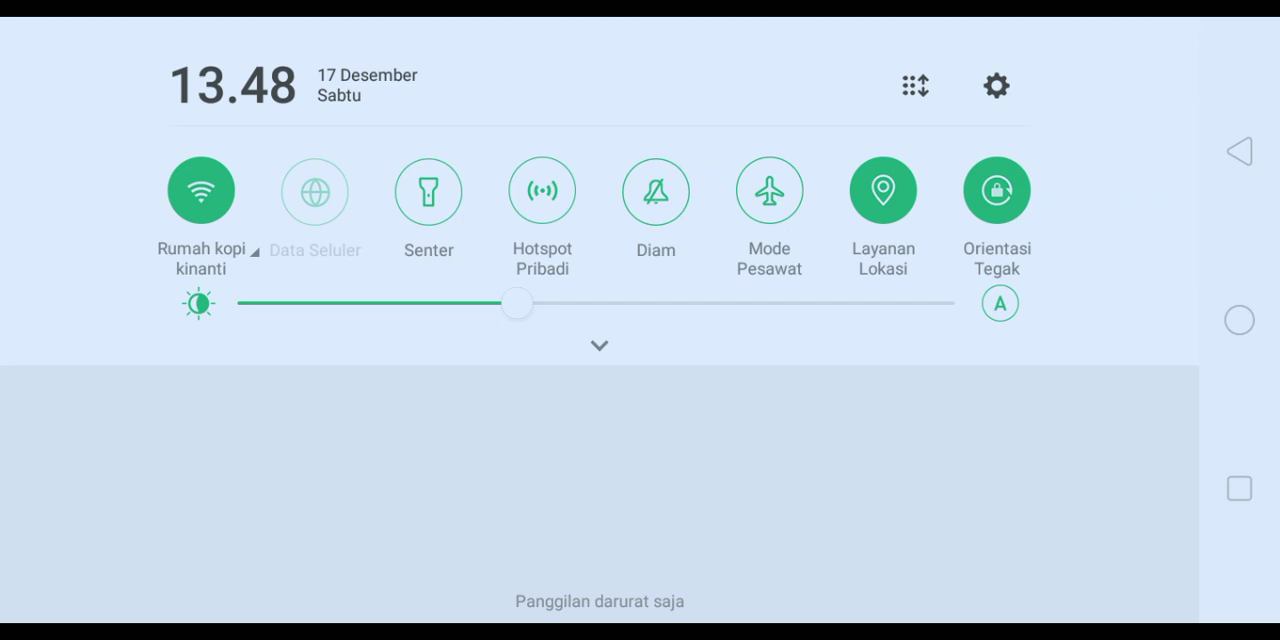 13.48
17 Desember
Sabtu
Rumah kopi
kinanti
Data Seluler
Senter
Hotspot
Pribadi
Diam
Mode
Pesawat
Layanan
Lokasi
Orientasi
Tegak
A
Panggilan darurat saja